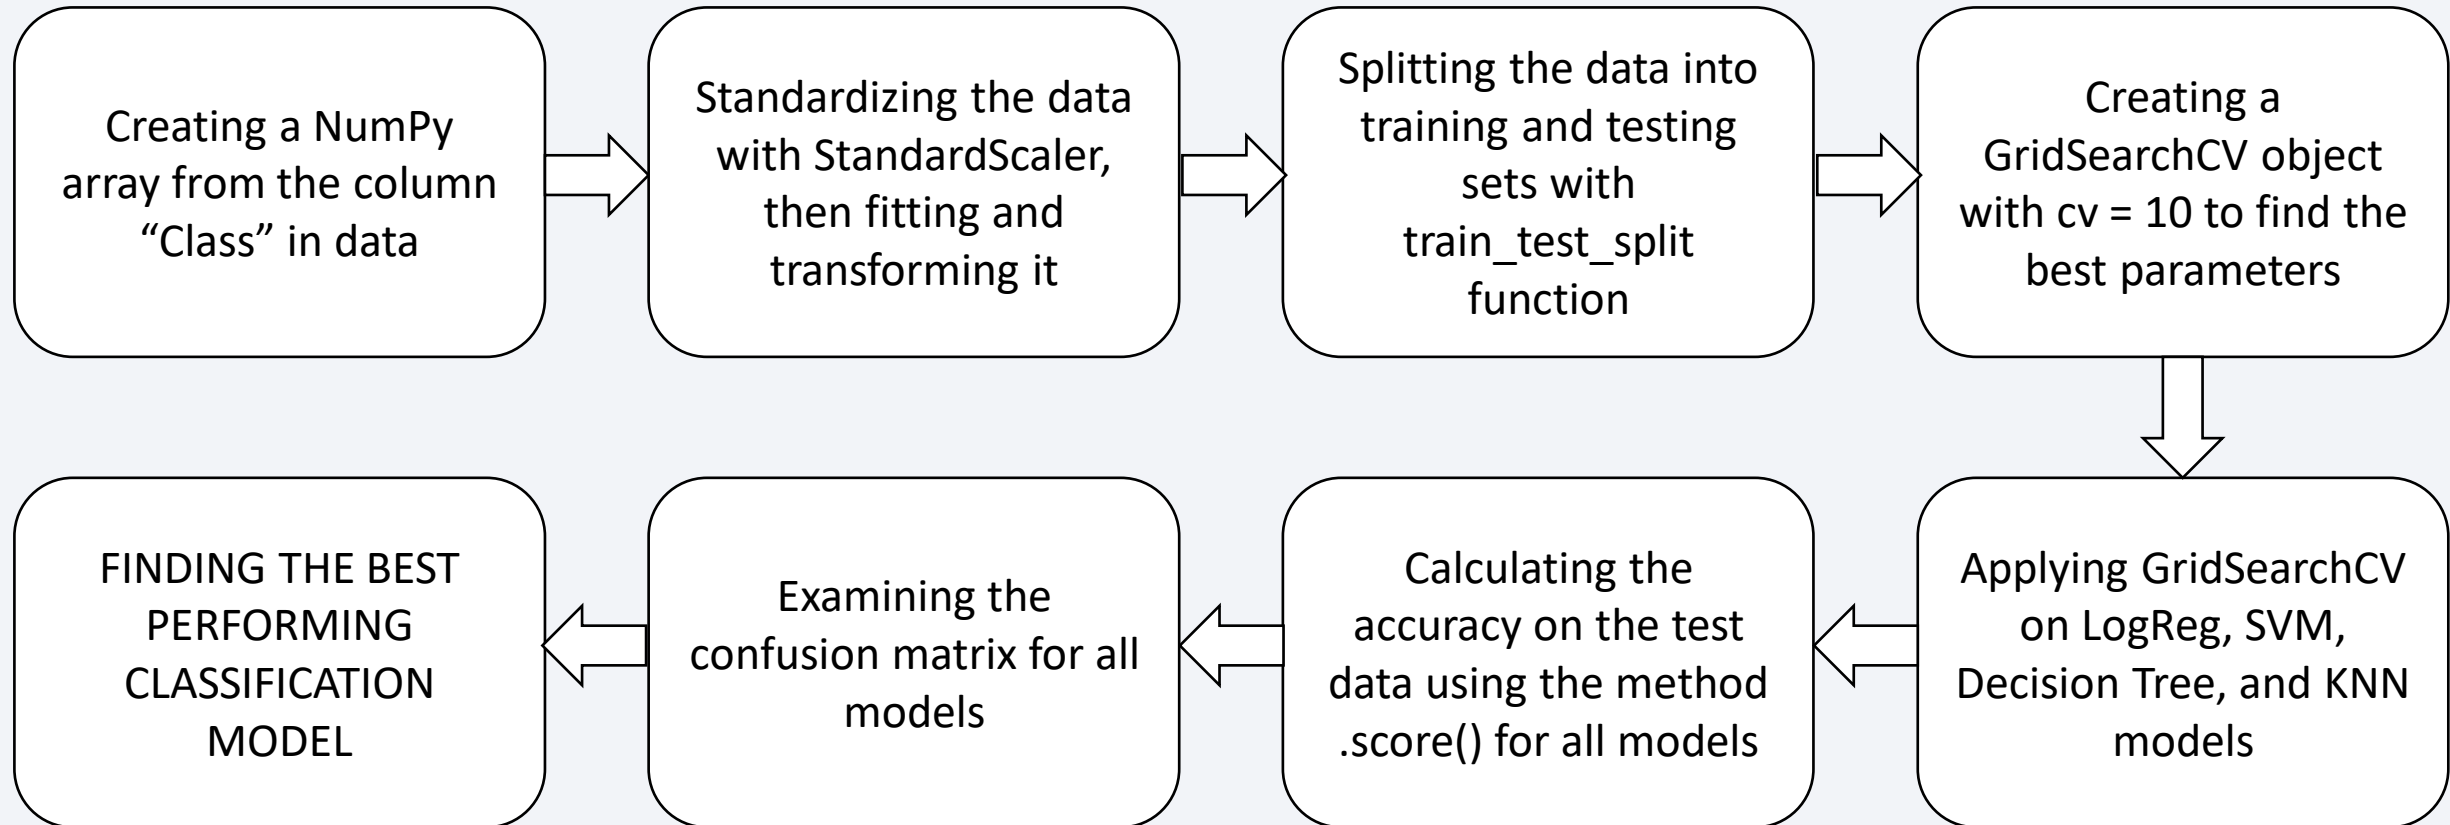 Creating a NumPy
array from the column
“Class” in data
Standardizing the data
with StandardScaler,
then fitting and
transforming it
Splitting the data into
training and testing
sets with
train_test_split
function
Creating a
GridSearchCV object
with cv = 10 to find the
best parameters
Applying GridSearchCV
on LogReg, SVM,
Decision Tree, and KNN
models
Calculating the
accuracy on the test
data using the method
.score() for all models
Examining the
confusion matrix for all
models
FINDING THE BEST
PERFORMING
CLASSIFICATION
MODEL